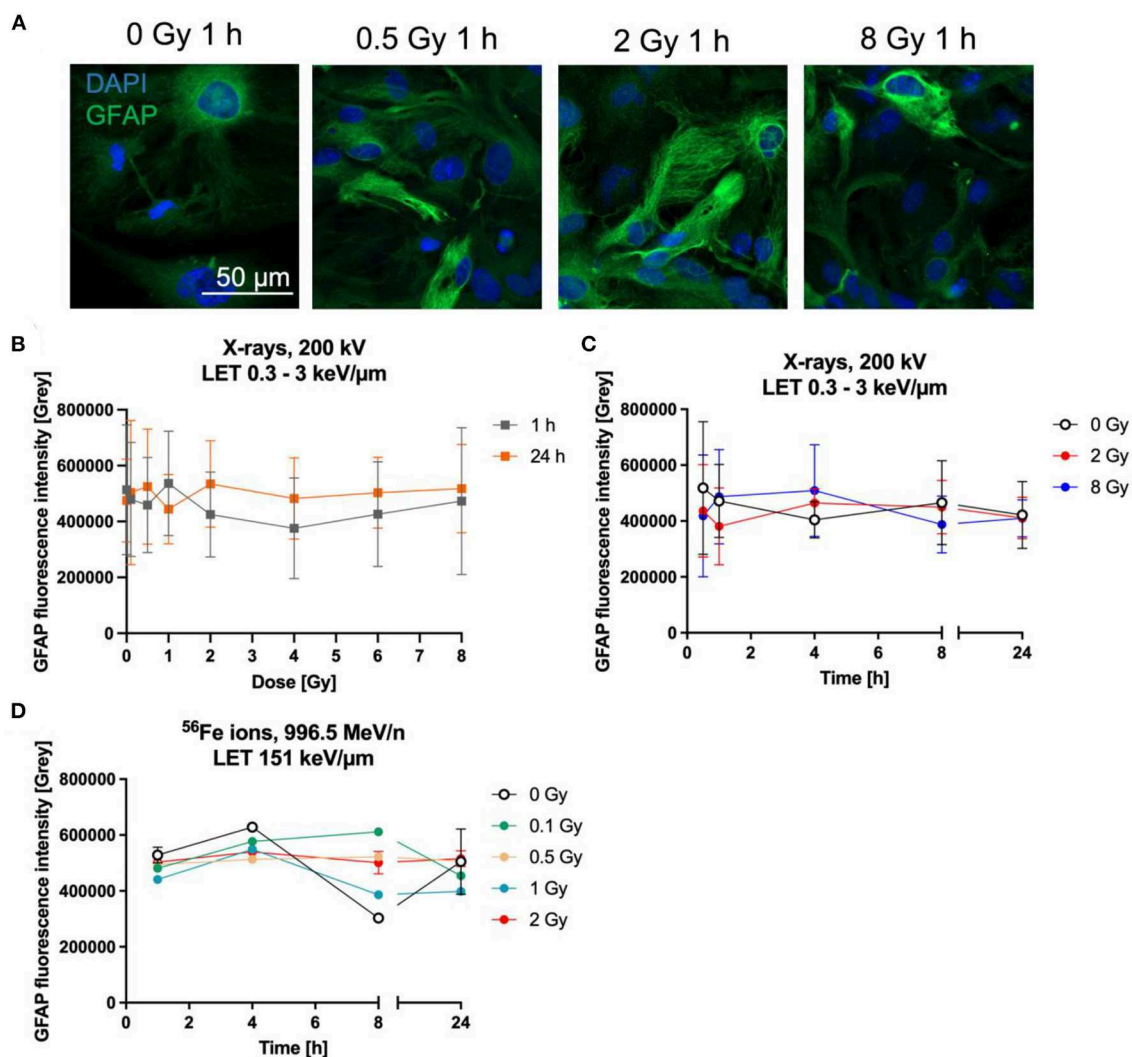 A
0 Gy 1 h
0.5 Gy 1 h
2 Gy 1 h
8 Gy 1 h
DAPI
GFAP
50 µm
B
X-rays, 200 kV
LET 0.3 - 3 keV/µm
GFAP fluorescence intensity [Grey]
800000
600000
400000
200000
0
0 1 2 3 4 5 6 7 8
Dose [Gy]
1 h
24 h
C
X-rays, 200 kV
LET 0.3 - 3 keV/µm
GFAP fluorescence intensity [Grey]
800000
600000
400000
200000
0
0 2 4 6 8 24
Time [h]
0 Gy
2 Gy
8 Gy
D
56Fe ions, 996.5 MeV/n
LET 151 keV/µm
GFAP fluorescence intensity [Grey]
800000
600000
400000
200000
0
0 2 4 6 8 24
Time [h]
0 Gy
0.1 Gy
0.5 Gy
1 Gy
2 Gy